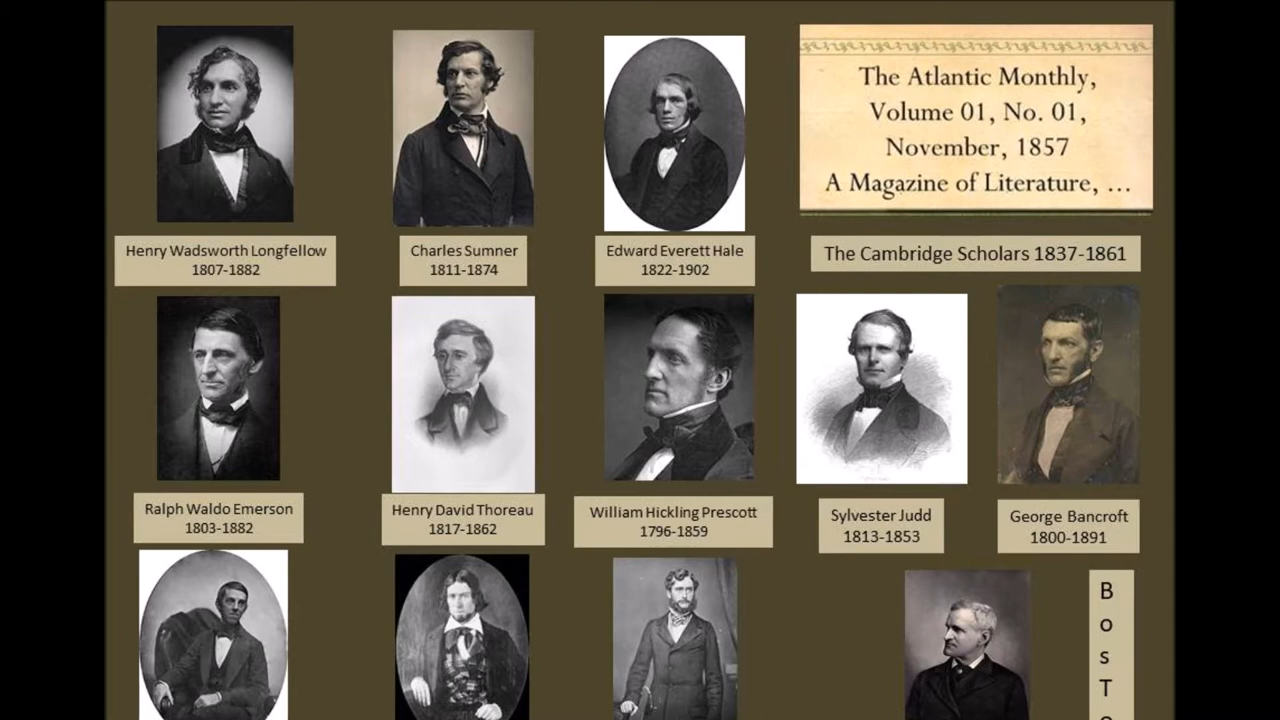 The Atlantic Monthly,
Volume 01, No. 01,
November, 1857
A Magazine of Literature, ...
Henry Wadsworth Longfellow
1807-1882
Charles Sumner
1811-1874
Edward Everett Hale
1822-1902
The Cambridge Scholars 1837-1861
Ralph Waldo Emerson
1803-1882
Henry David Thoreau
1817-1862
William Hickling Prescott
1796-1859
Sylvester Judd
1813-1853
George Bancroft
1800-1891
B
o
s
T